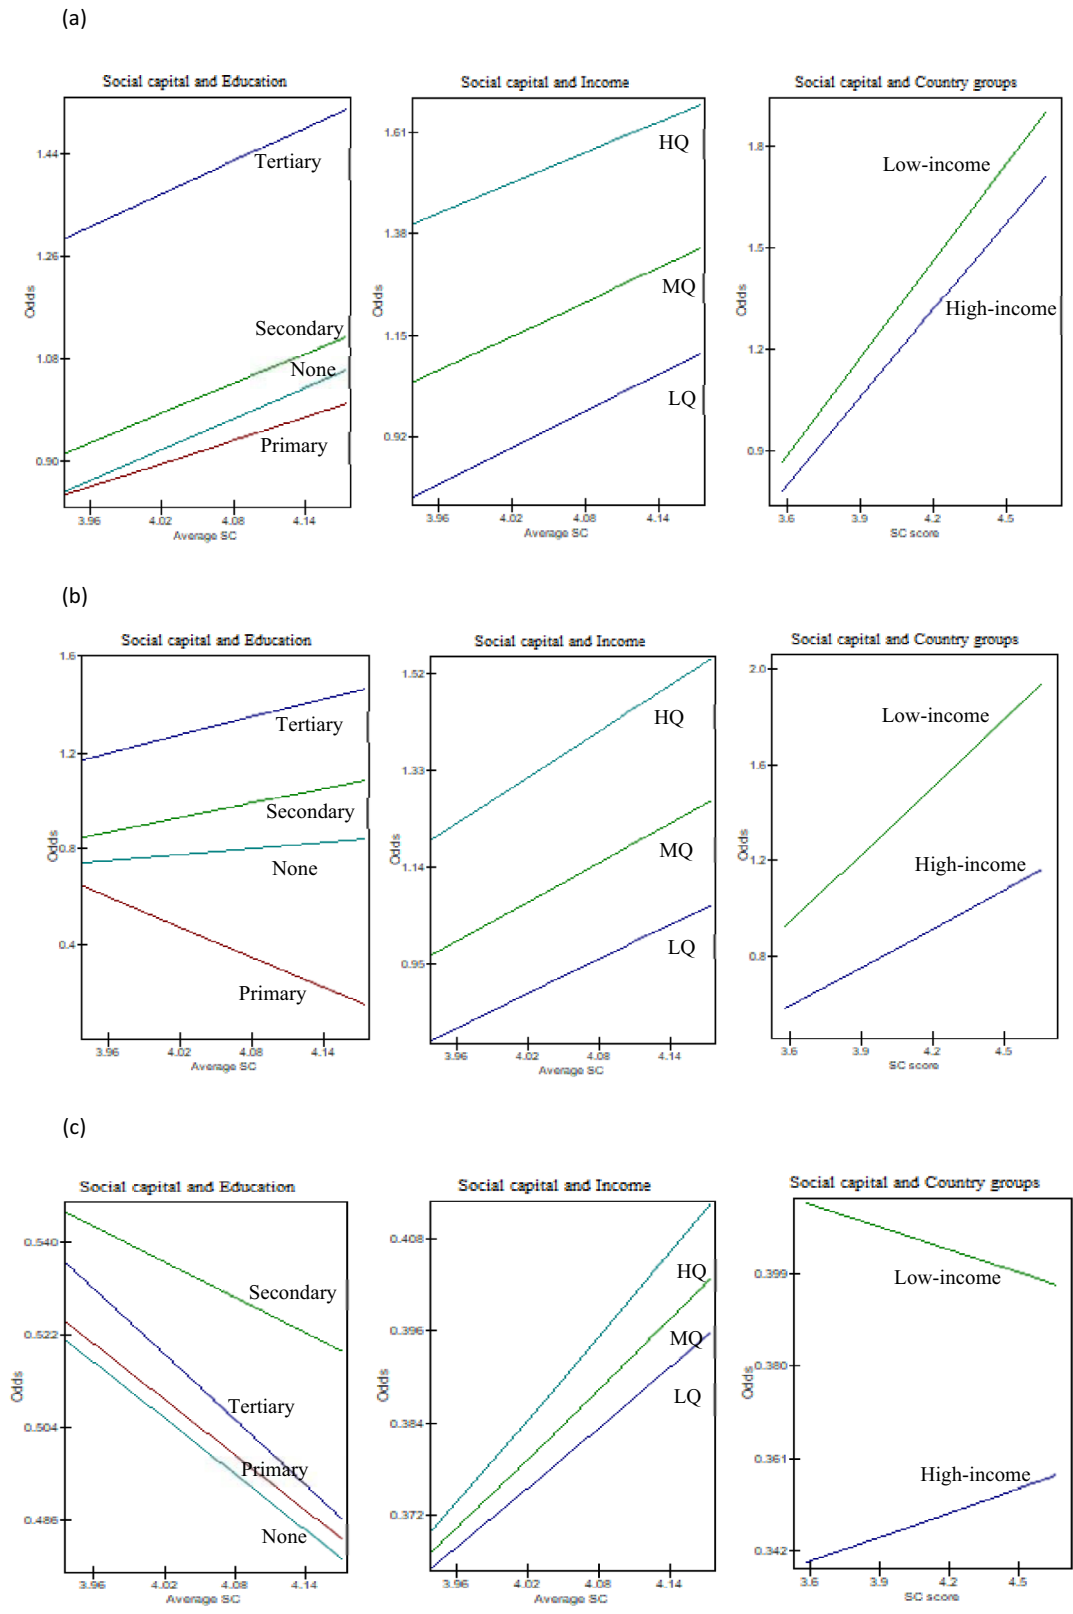 (a)
Social capital and Education
Odds
1.44
1.26
1.08
0.90
Tertiary
Secondary
None
Primary
3.96 4.02 4.08 4.14
Average SC
Social capital and Income
Odds
1.61
1.38
1.15
0.92
HQ
MQ
LQ
3.96 4.02 4.08 4.14
Average SC
Social capital and Country groups
Odds
1.8
1.5
1.2
0.9
Low-income
High-income
3.6 3.9 4.2 4.5
SC score
(b)
Social capital and Education
Odds
1.6
1.2
0.8
0.4
Tertiary
Secondary
None
Primary
3.96 4.02 4.08 4.14
Average SC
Social capital and Income
Odds
1.52
1.33
1.14
0.95
HQ
MQ
LQ
3.96 4.02 4.08 4.14
Average SC
Social capital and Country groups
Odds
2.0
1.6
1.2
0.8
Low-income
High-income
3.6 3.9 4.2 4.5
SC score
(c)
Social capital and Education
Odds
0.540
0.522
0.504
0.486
Secondary
Tertiary
Primary
None
3.96 4.02 4.08 4.14
Average SC
Social capital and Income
Odds
0.408
0.396
0.384
0.372
HQ
MQ
LQ
3.96 4.02 4.08 4.14
Average SC
Social capital and Country groups
Odds
0.399
0.380
0.361
0.342
Low-income
High-income
3.6 3.9 4.2 4.5
SC score